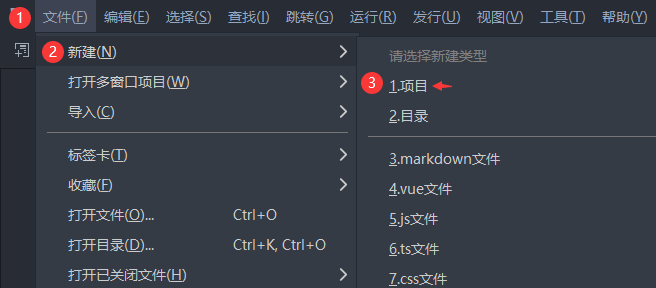 1 文件(F) 编辑(E) 选择(S) 查找(I) 跳转(G) 运行(R) 发行(U) 视图(V) 工具(T) 帮助(Y)
2 新建(N)
打开多窗口项目(W)
导入(C)
标签卡(T)
收藏(F)
打开文件(O)... Ctrl+O
打开目录(D)... Ctrl+K, Ctrl+O
打开已关闭文件(H)
请选择新建类型
3 1.项目
2.目录
3.markdown文件
4.vue文件
5.js文件
6.ts文件
7.css文件